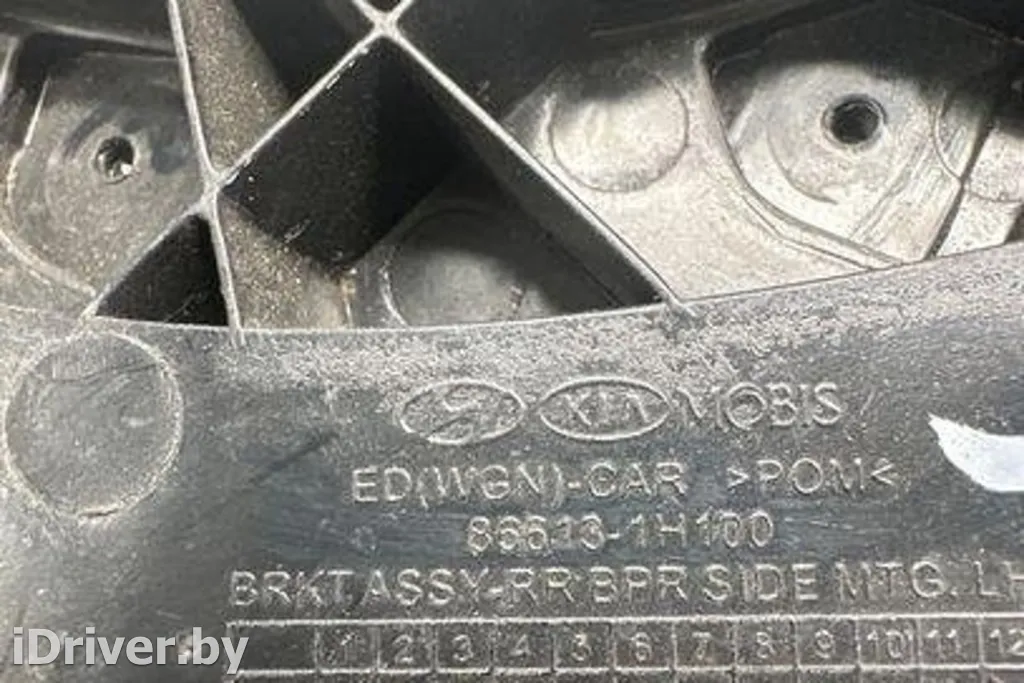 KIA MOBIS
ED(WGN)-CAR >POM<
86613-1H100
BRKT ASSY-RR BPR SIDE MTG. LH
1 2 3 4 5 6 7 8 9 10 11 12
iDriver.by